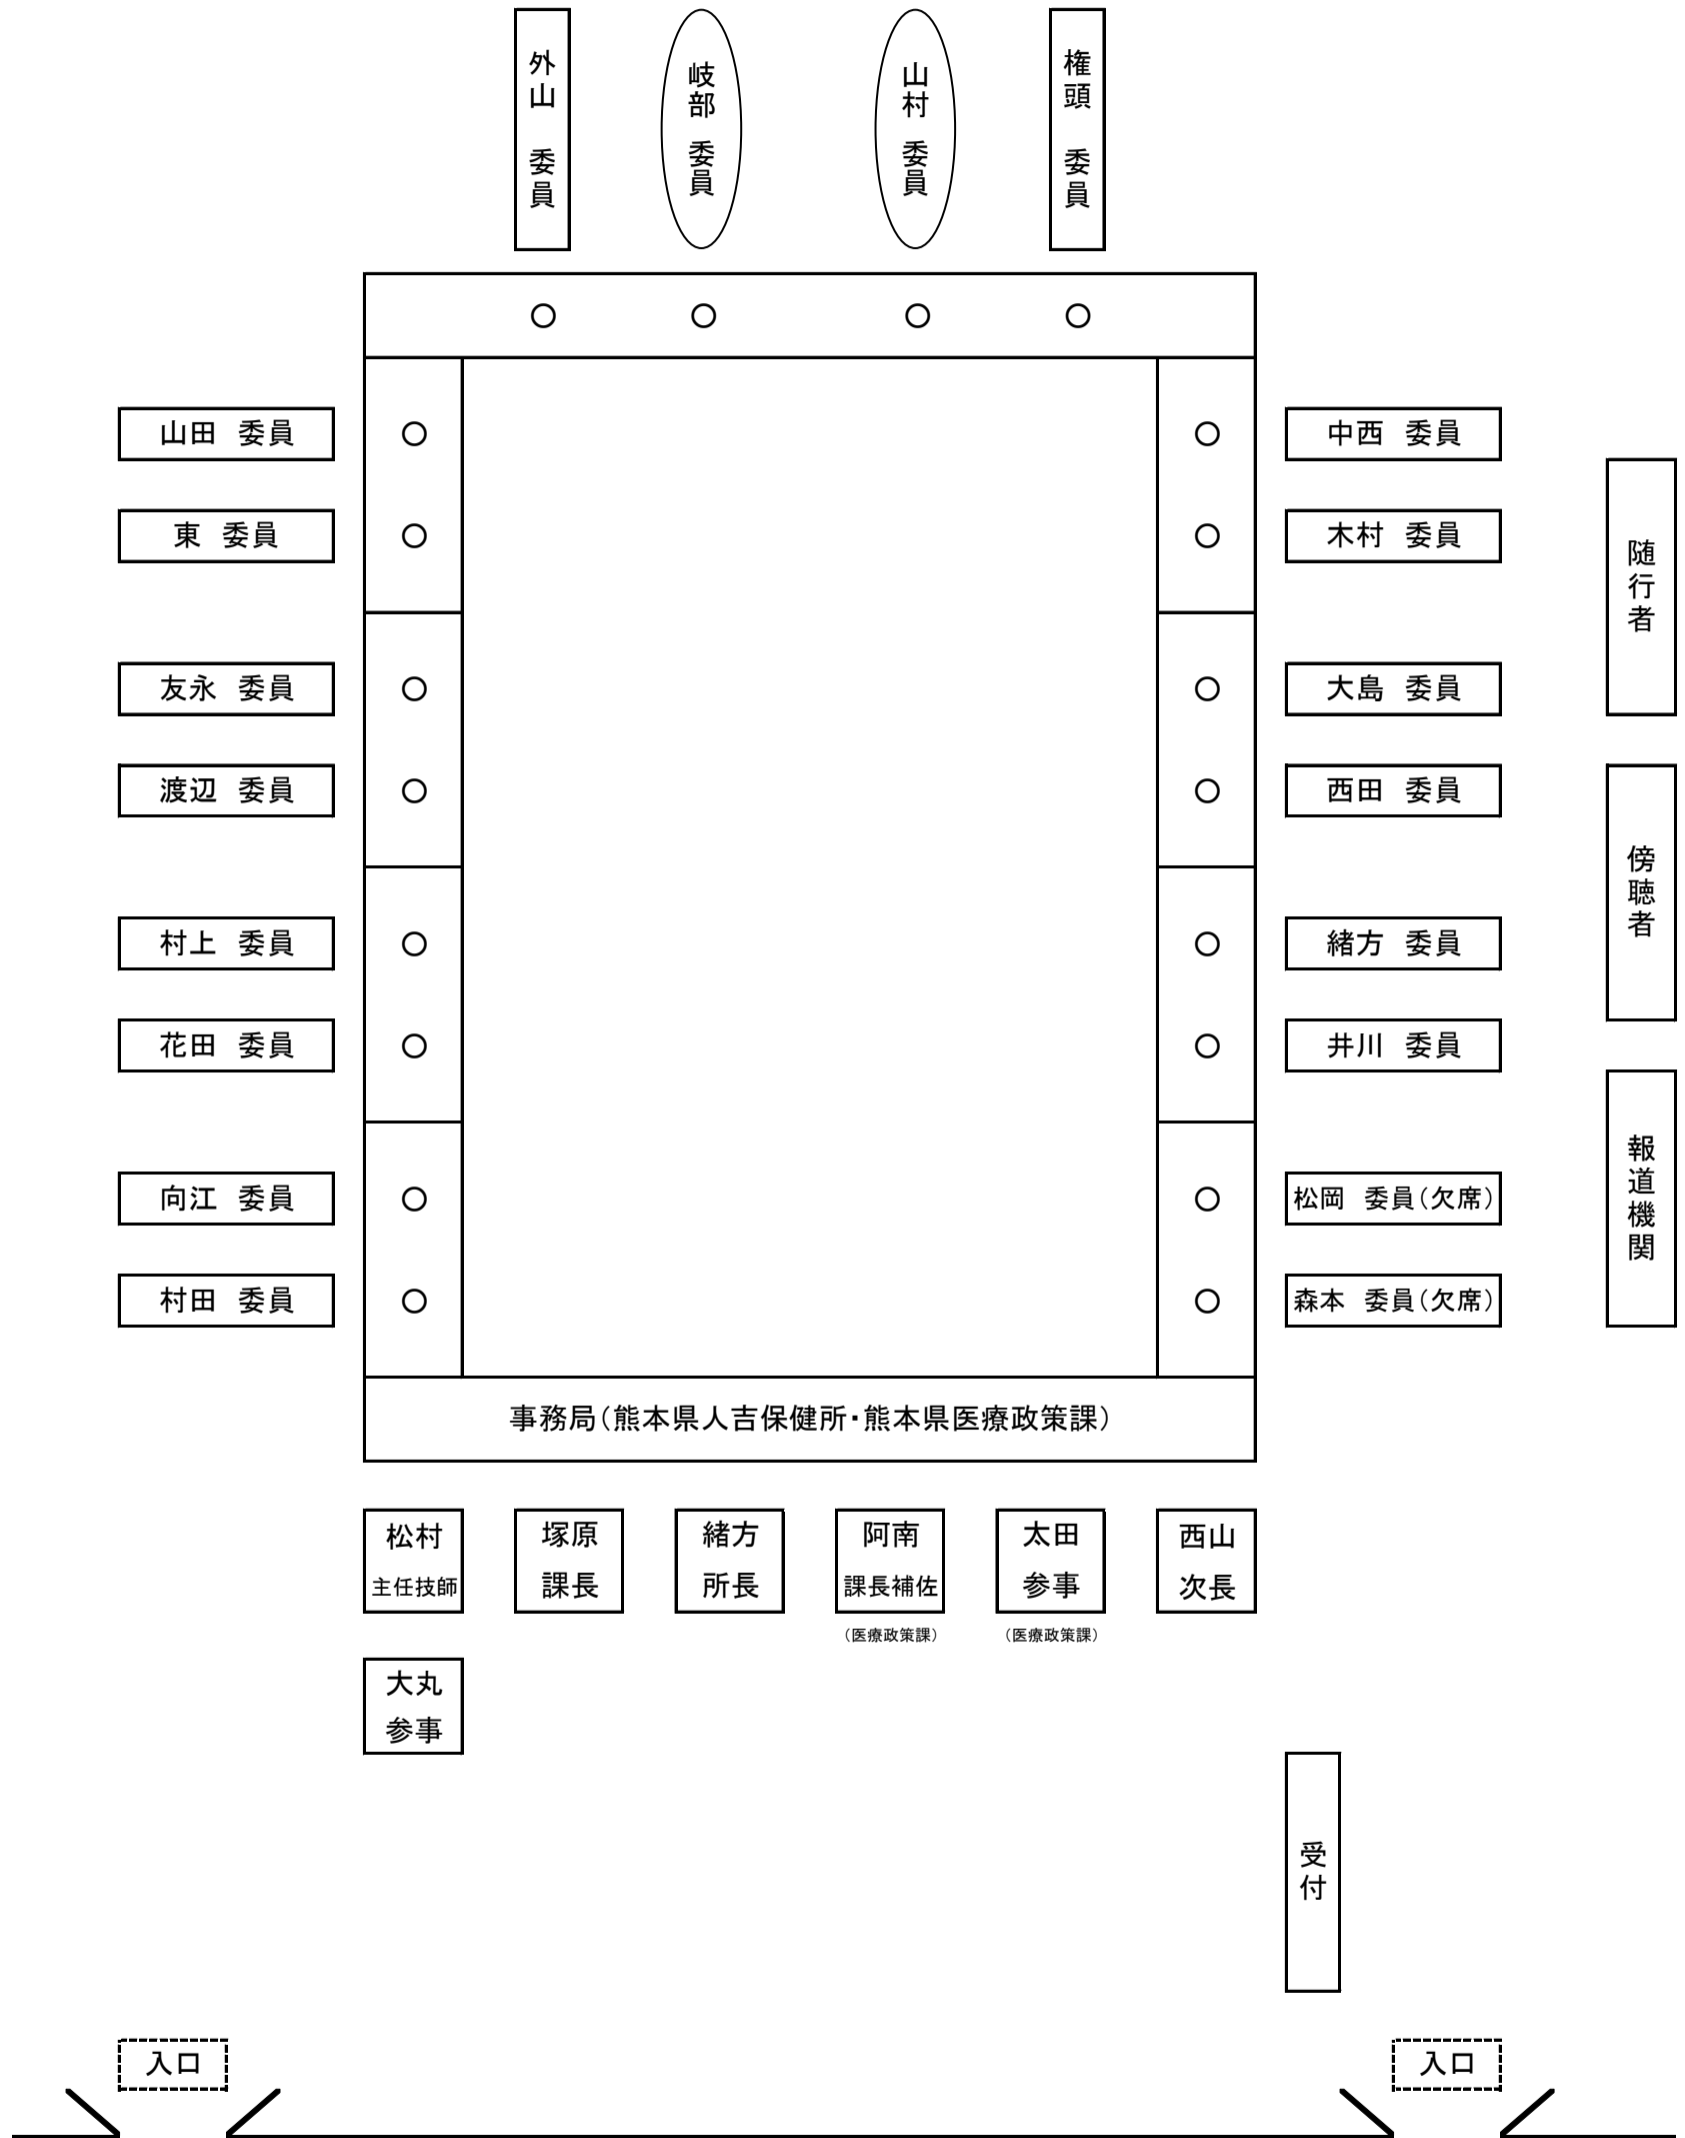 外山 委員
岐部 委員
山村 委員
権頭 委員
山田 委員
東 委員
友永 委員
渡辺 委員
村上 委員
花田 委員
向江 委員
村田 委員
中西 委員
木村 委員
大島 委員
西田 委員
緒方 委員
井川 委員
松岡 委員(欠席)
森本 委員(欠席)
随行者
傍聴者
報道機関
事務局(熊本県人吉保健所・熊本県医療政策課)
松村
主任技師
塚原
課長
緒方
所長
阿南
課長補佐
(医療政策課)
太田
参事
(医療政策課)
西山
次長
大丸
参事
受付
入口
入口